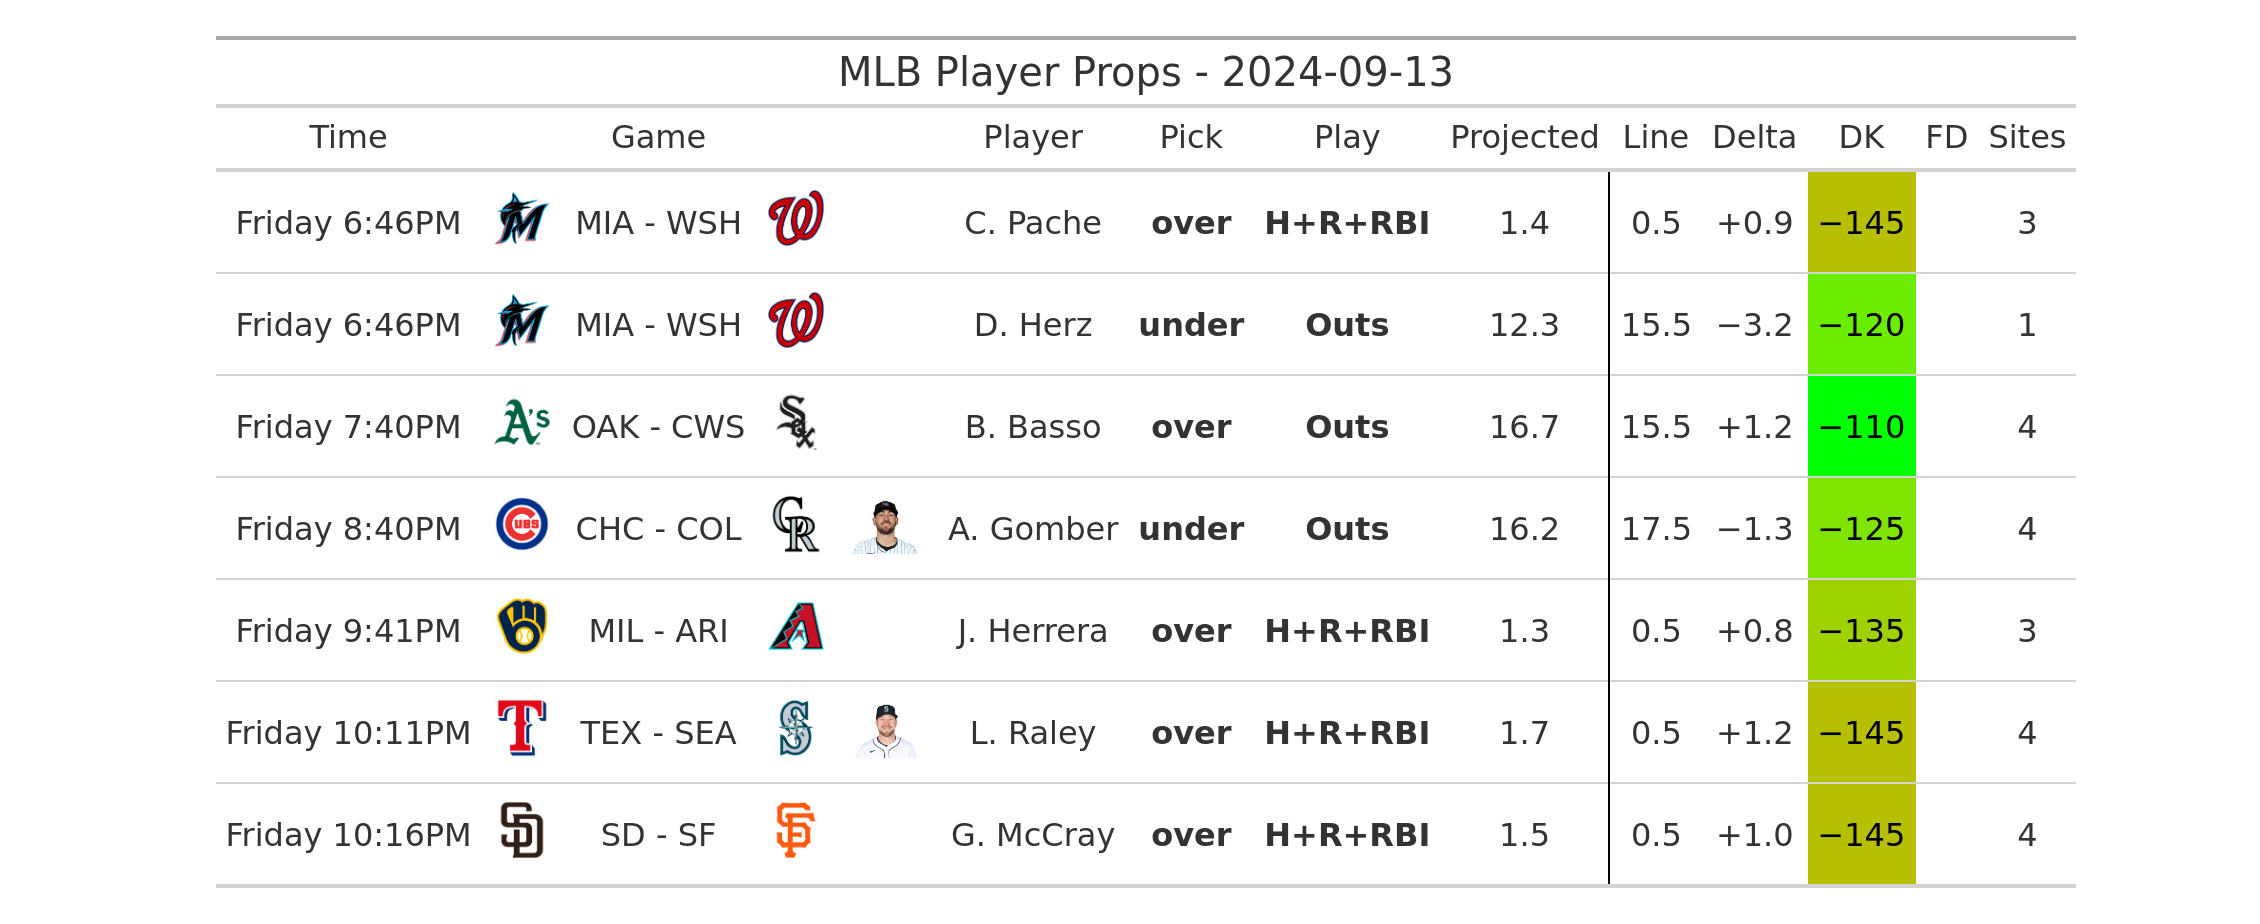 MLB Player Props - 2024-09-13
Time Game Player Pick Play Projected Line Delta DK FD Sites
Friday 6:46PM MIA - WSH C. Pache over H+R+RBI 1.4 0.5 +0.9 −145 3
Friday 6:46PM MIA - WSH D. Herz under Outs 12.3 15.5 −3.2 −120 1
Friday 7:40PM OAK - CWS B. Basso over Outs 16.7 15.5 +1.2 −110 4
Friday 8:40PM CHC - COL A. Gomber under Outs 16.2 17.5 −1.3 −125 4
Friday 9:41PM MIL - ARI J. Herrera over H+R+RBI 1.3 0.5 +0.8 −135 3
Friday 10:11PM TEX - SEA L. Raley over H+R+RBI 1.7 0.5 +1.2 −145 4
Friday 10:16PM SD - SF G. McCray over H+R+RBI 1.5 0.5 +1.0 −145 4